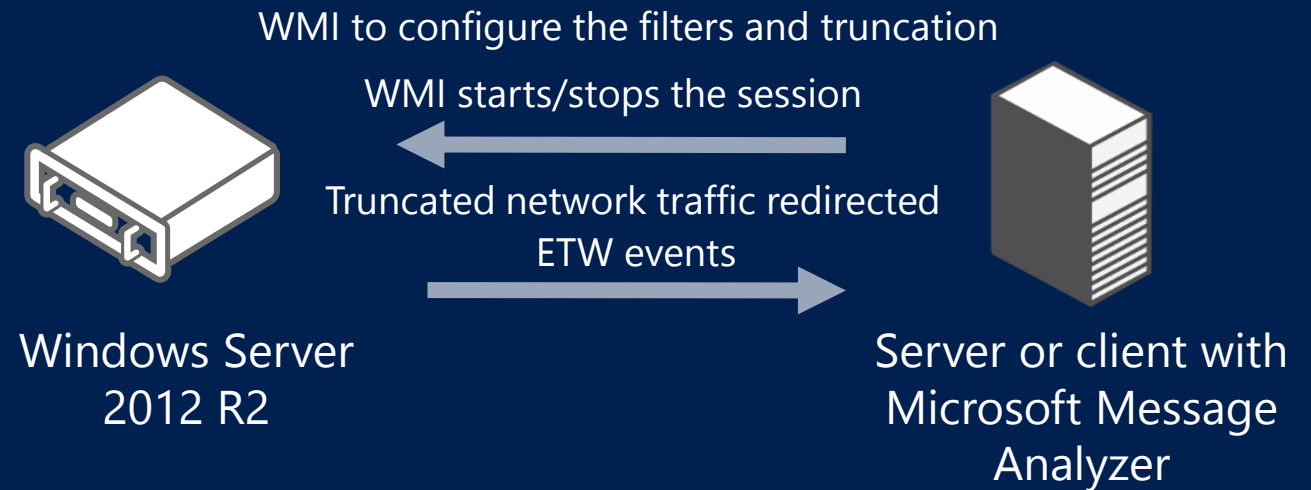 WMI to configure the filters and truncation
WMI starts/stops the session
Truncated network traffic redirected
ETW events
Windows Server
2012 R2
Server or client with
Microsoft Message
Analyzer